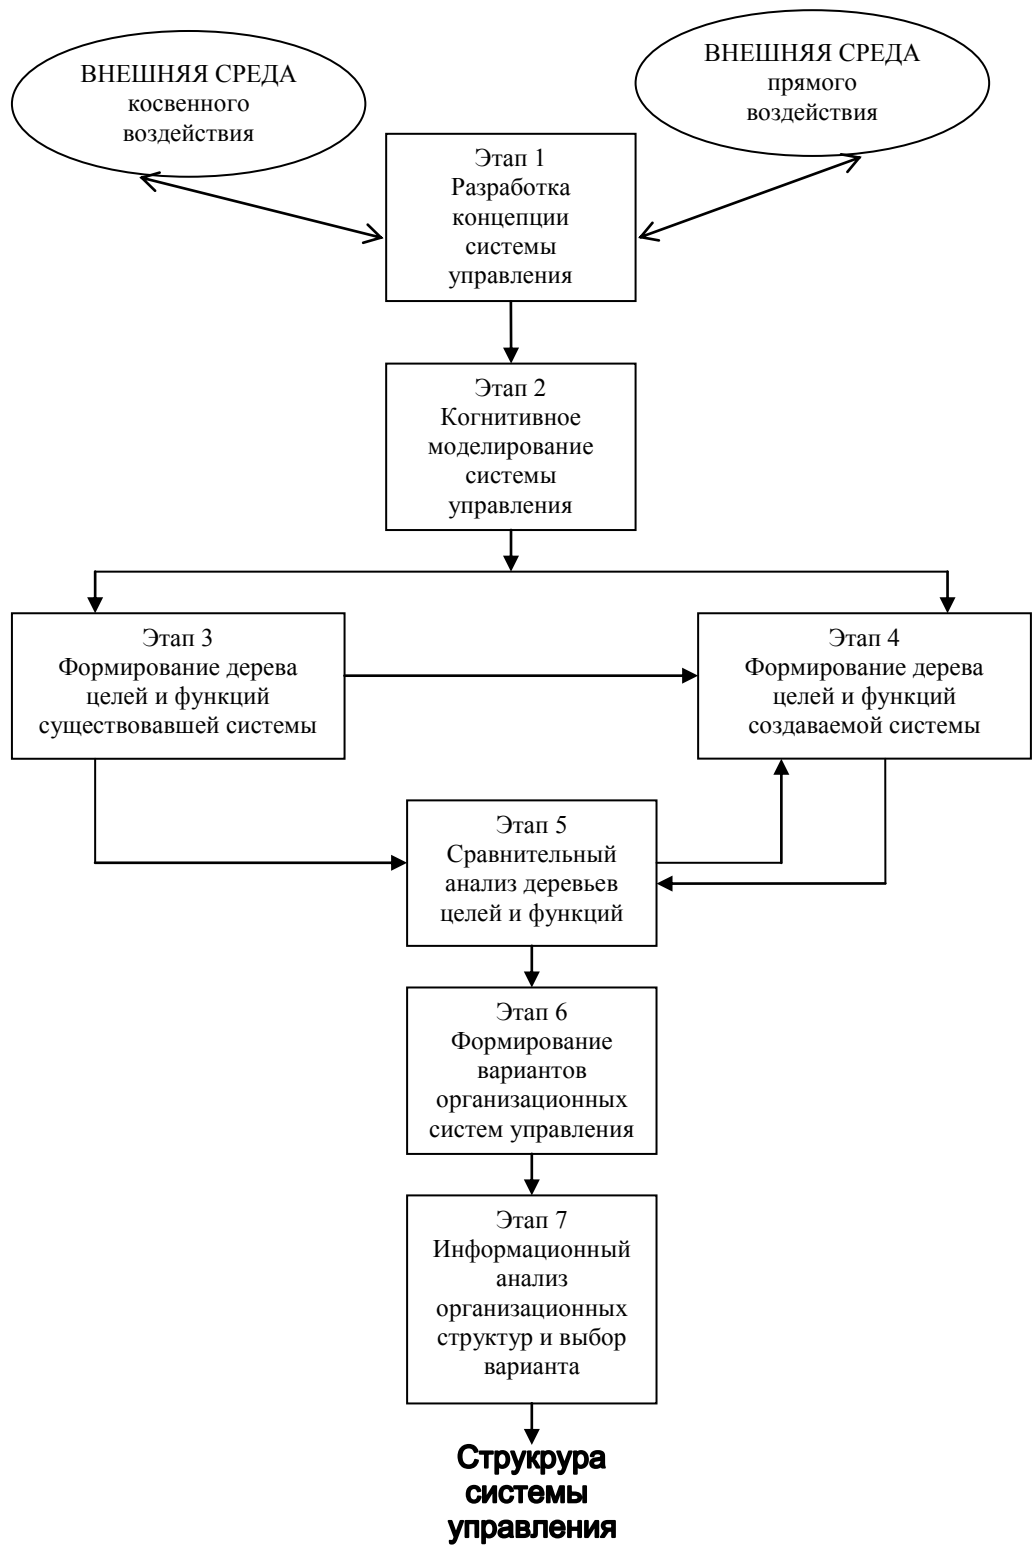 ВНЕШНЯЯ СРЕДА
косвенного
воздействия
ВНЕШНЯЯ СРЕДА
прямого
воздействия
Этап 1
Разработка
концепции
системы
управления
Этап 2
Когнитивное
моделирование
системы
управления
Этап 3
Формирование дерева
целей и функций
существовавшей системы
Этап 4
Формирование дерева
целей и функций
создаваемой системы
Этап 5
Сравнительный
анализ деревьев
целей и функций
Этап 6
Формирование
вариантов
организационных
систем управления
Этап 7
Информационный
анализ
организационных
структур и выбор
варианта
Струкрура
системы
управления